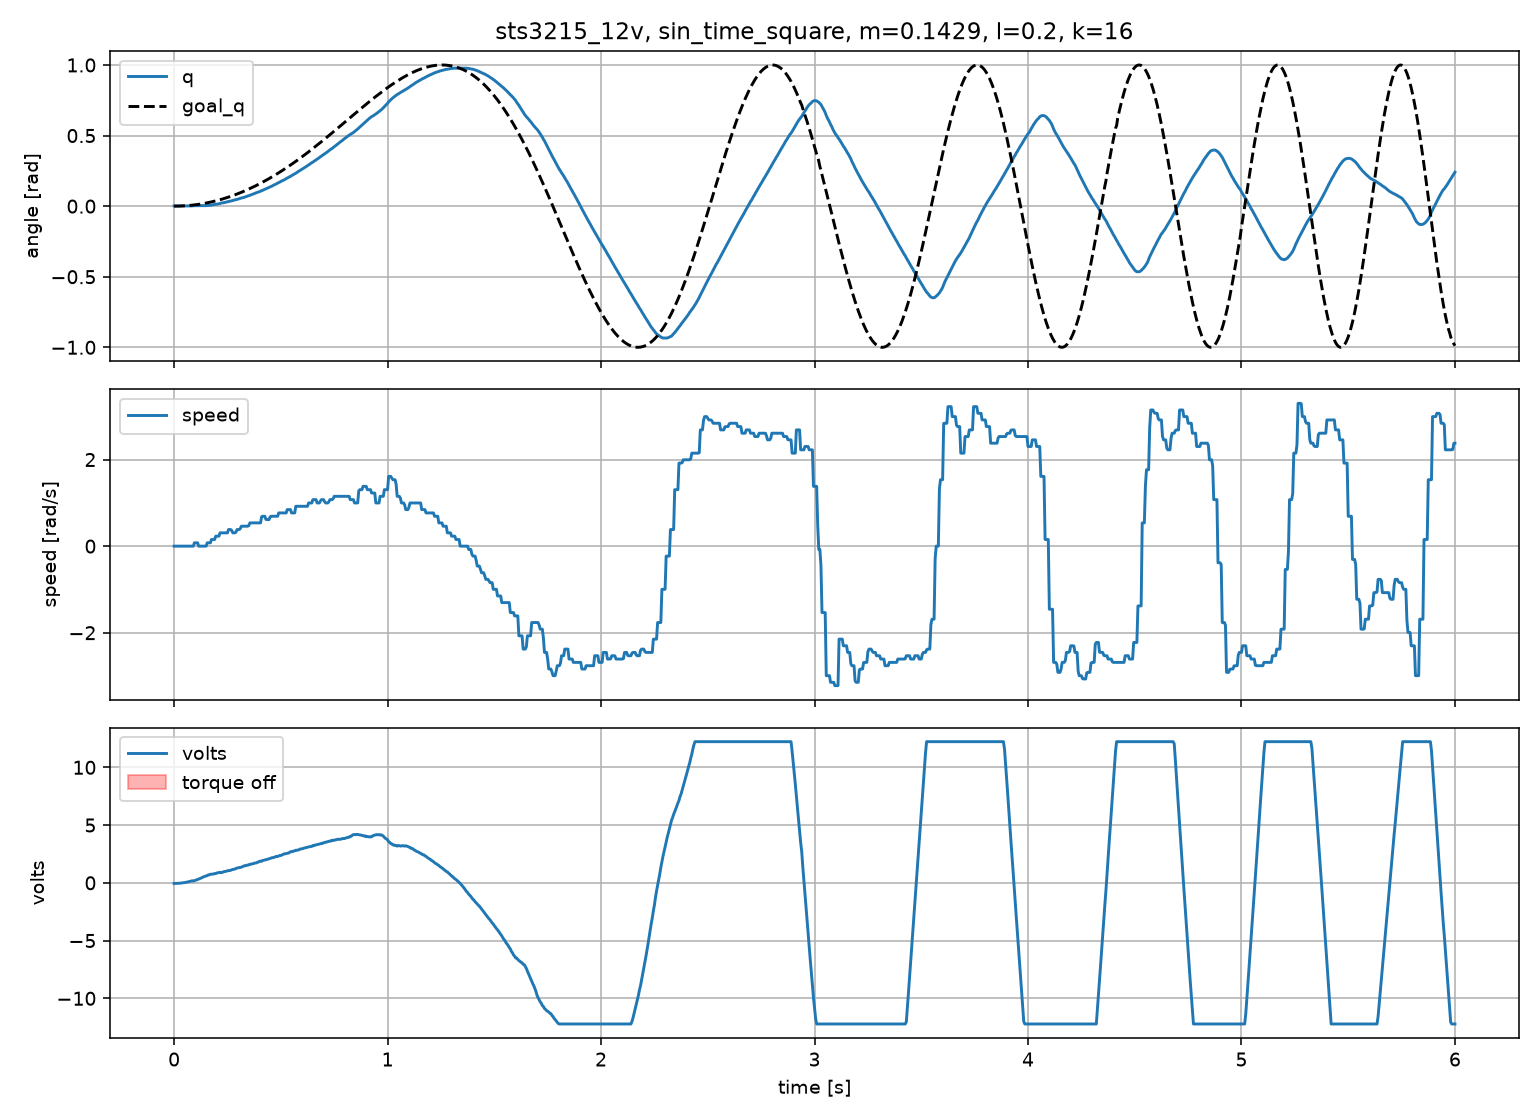 sts3215_12v, sin_time_square, m=0.1429, l=0.2, k=16
angle [rad]
1.0
0.5
0.0
−0.5
−1.0
q
goal_q
speed [rad/s]
2
0
−2
speed
volts
10
5
0
−5
−10
volts
torque off
0 1 2 3 4 5 6
time [s]